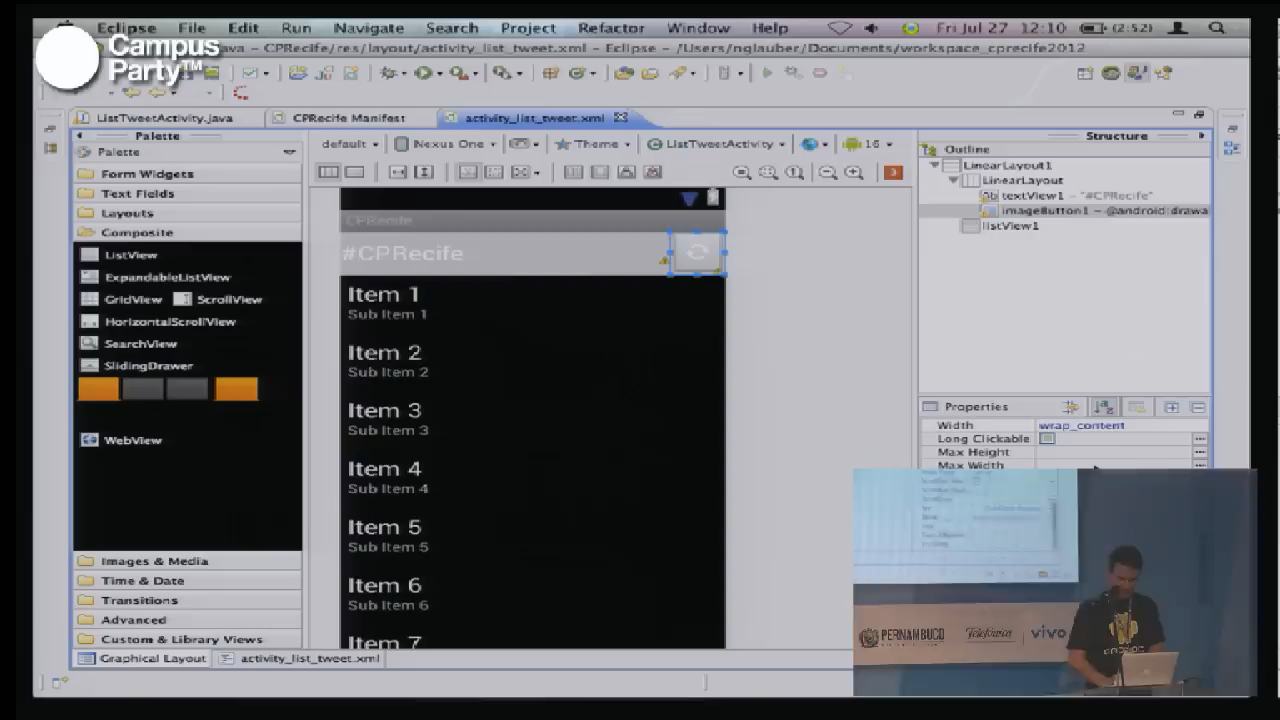 Eclipse File Edit Run Navigate Search Project Refactor Window Help Fri Jul 27 12:10 (2:52)
Campus
Party™
Java – CPRecife/res/layout/activity_list_tweet.xml – Eclipse – /Users/nglauber/Documents/workspace_cprecife2012
ListTweetActivity.java CPRecife Manifest activity_list_tweet.xml
Palette
Palette
Form Widgets
Text Fields
Layouts
Composite
ListView
ExpandableListView
GridView ScrollView
HorizontalScrollView
SearchView
SlidingDrawer
WebView
Images & Media
Time & Date
Transitions
Advanced
Custom & Library Views
Graphical Layout activity_list_tweet.xml
default Nexus One Theme ListTweetActivity 16
3
CPRecife
#CPRecife
Item 1
Sub Item 1
Item 2
Sub Item 2
Item 3
Sub Item 3
Item 4
Sub Item 4
Item 5
Sub Item 5
Item 6
Sub Item 6
Item 7
Structure
Outline
LinearLayout1
LinearLayout
Ab textView1 – "#CPRecife"
imageButton1 – @android:drawa
listView1
Properties
Width wrap_content
Long Clickable
Max Height
Max Width
PERNAMBUCO Telefónica vivo